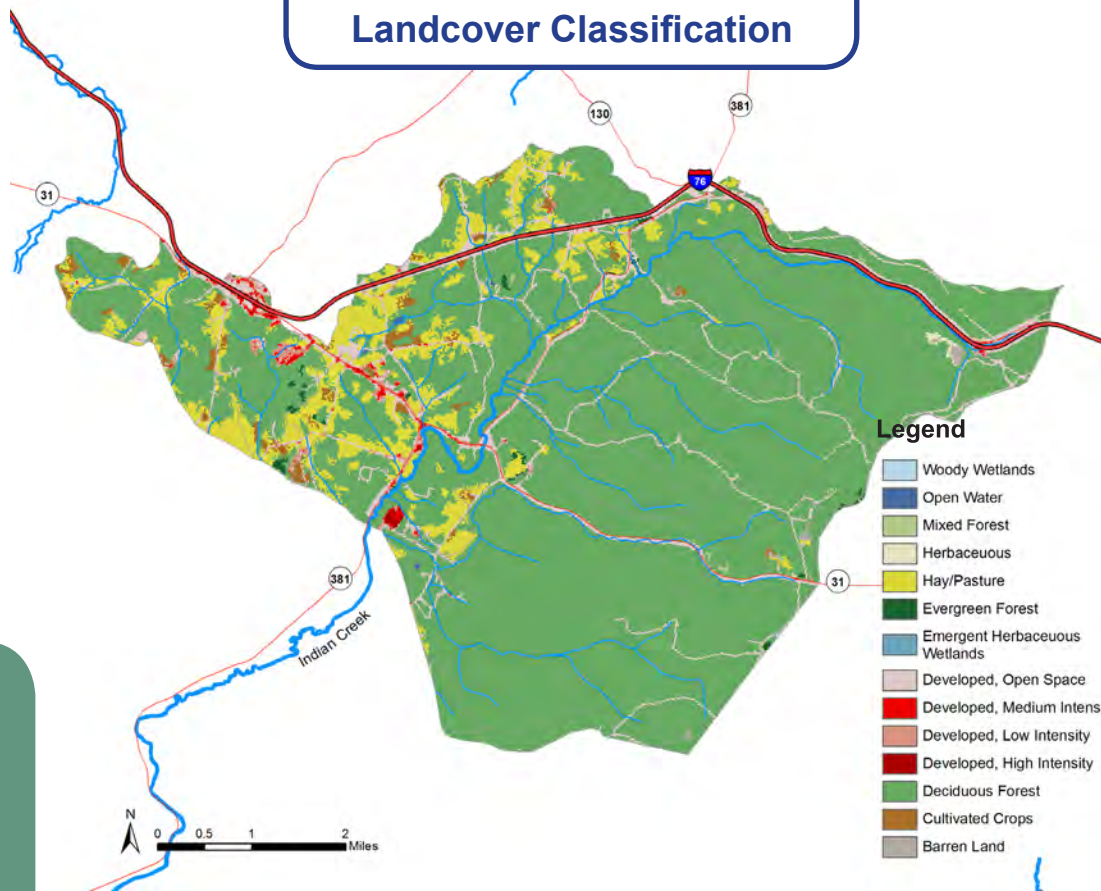 Landcover Classification
130
381
76
31
Legend
Woody Wetlands
Open Water
Mixed Forest
Herbaceuous
Hay/Pasture
Evergreen Forest
Emergent Herbaceuous
Wetlands
Developed, Open Space
Developed, Medium Intens
Developed, Low Intensity
Developed, High Intensity
Deciduous Forest
Cultivated Crops
Barren Land
31
381
Indian Creek
N
0 0.5 1 2
Miles